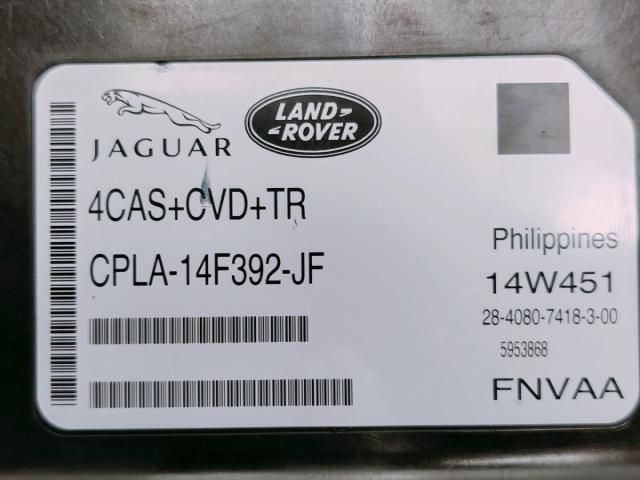 JAGUAR
LAND-
-ROVER
4CAS+CVD+TR
CPLA-14F392-JF
Philippines
14W451
28-4080-7418-3-00
5953868
FNVAA